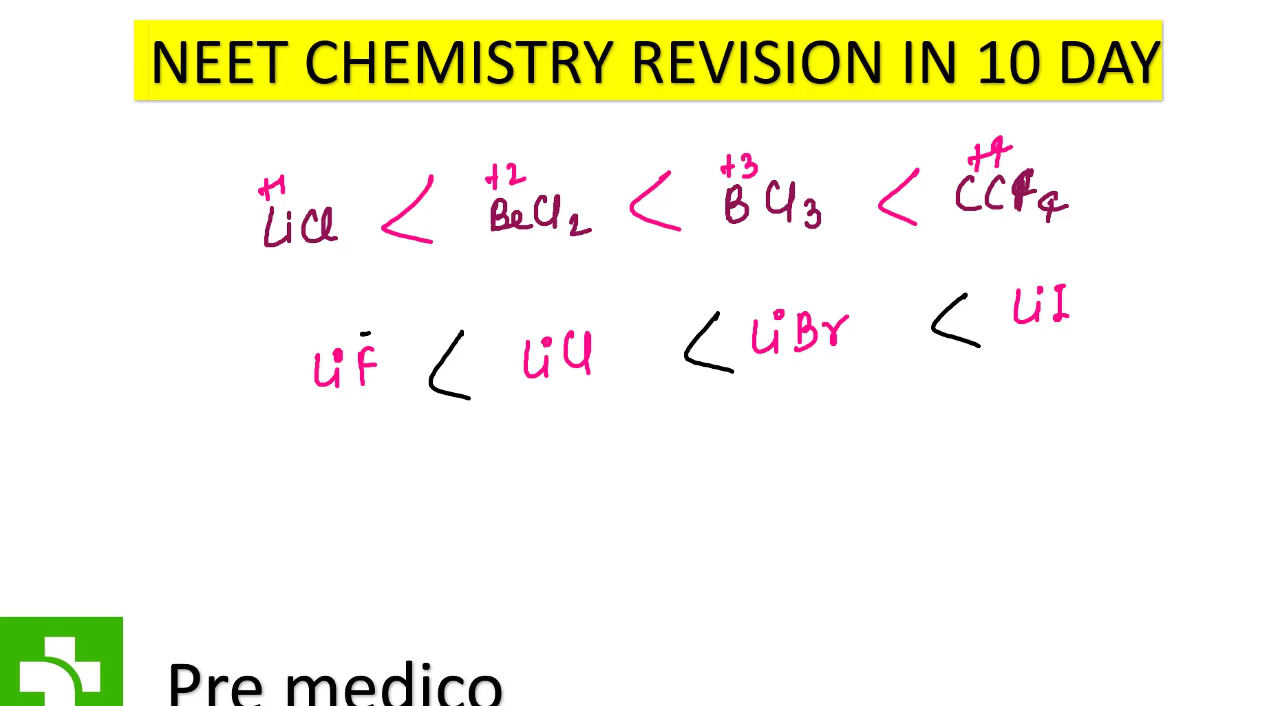 NEET CHEMISTRY REVISION IN 10 DAY
+1 +2 +3 +4
LiCl < BeCl2 < BCl3 < CCl4
LiF̄ < LiCl < LiBr < LiI
Pre medico